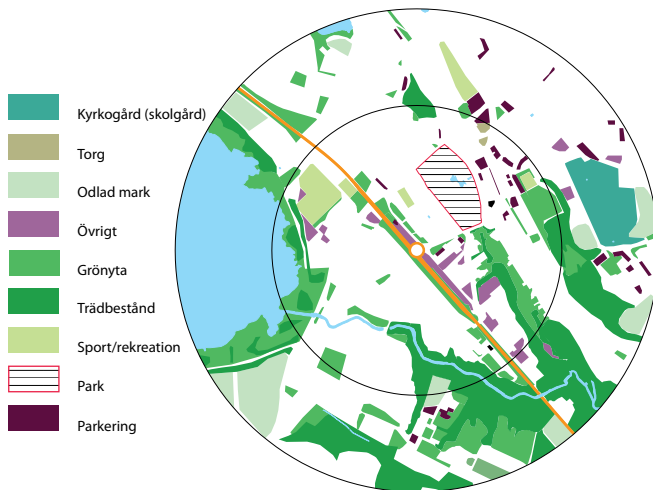 Kyrkogård (skolgård)
Torg
Odlad mark
Övrigt
Grönyta
Trädbestånd
Sport/rekreation
Park
Parkering